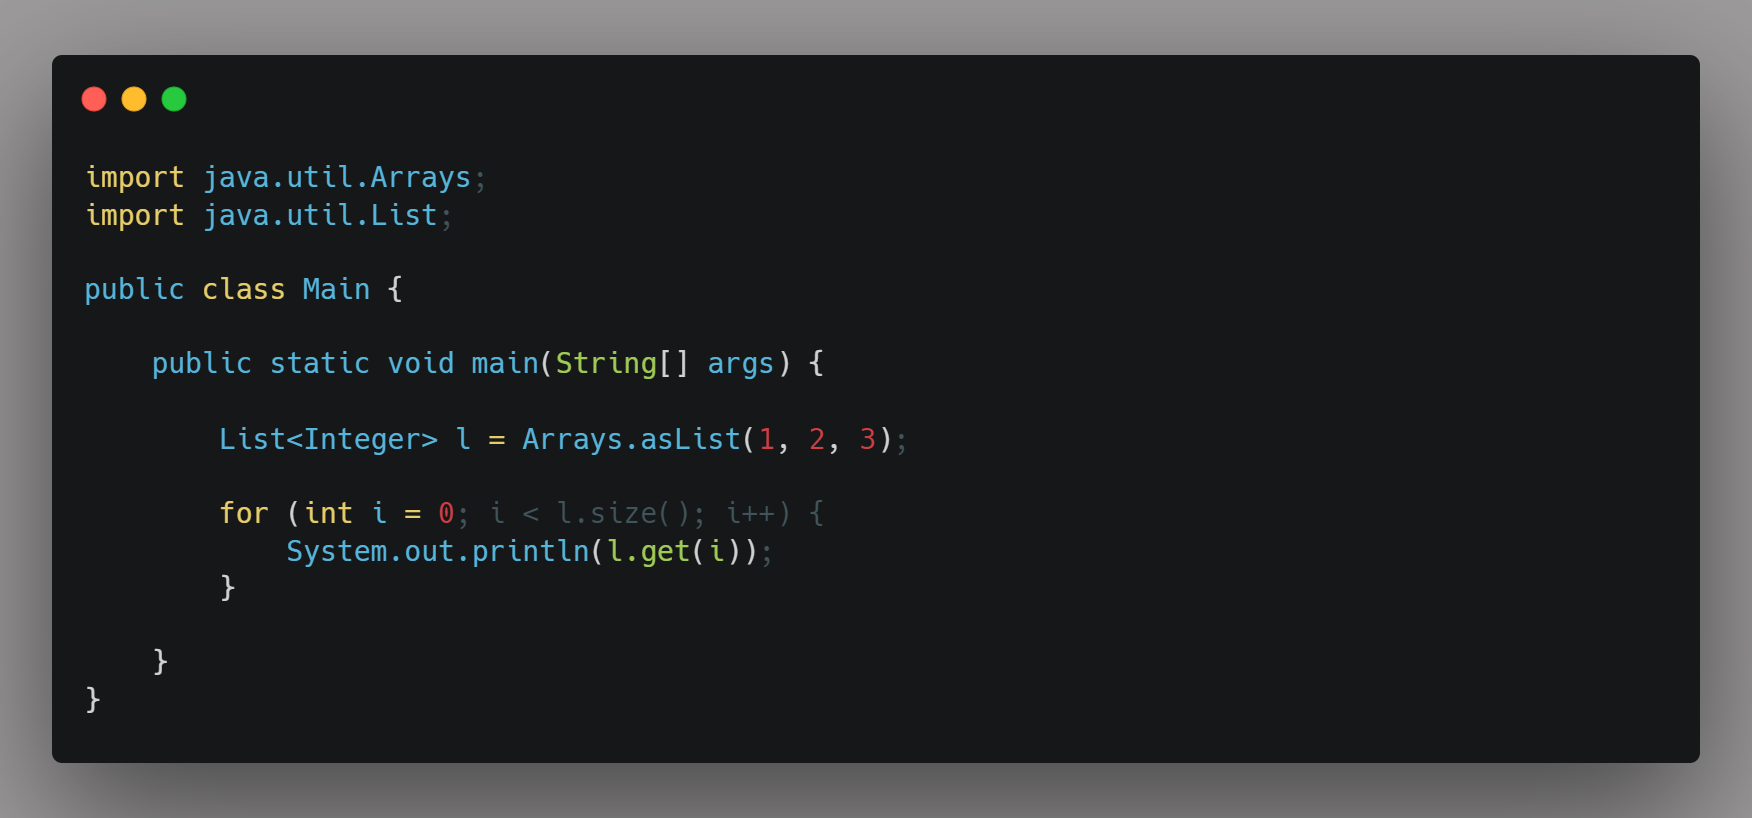 import java.util.Arrays;
import java.util.List;
public class Main {
    public static void main(String[] args) {
        List<Integer> l = Arrays.asList(1, 2, 3);
        for (int i = 0; i < l.size(); i++) {
            System.out.println(l.get(i));
        }
    }
}